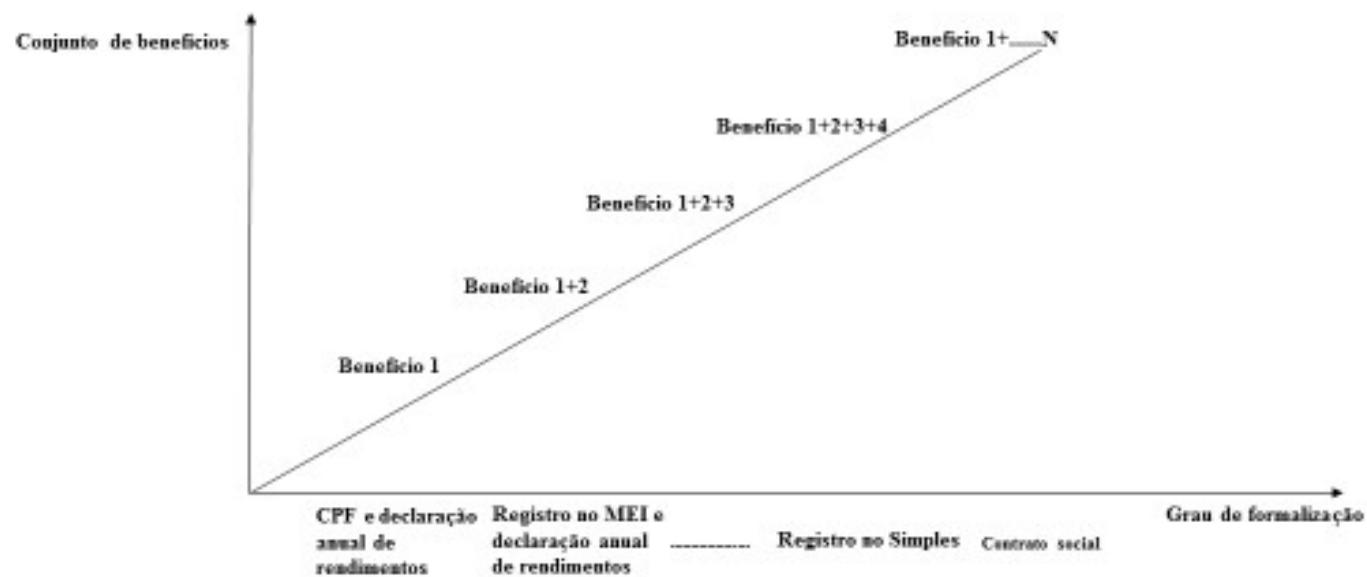 Conjunto de benefícios
Benefício 1+......N
Benefício 1+2+3+4
Benefício 1+2+3
Benefício 1+2
Benefício 1
CPF e declaração
anual de
rendimentos
Registro no MEI e
declaração anual
de rendimentos
..............
Registro no Simples
Contrato social
Grau de formalização